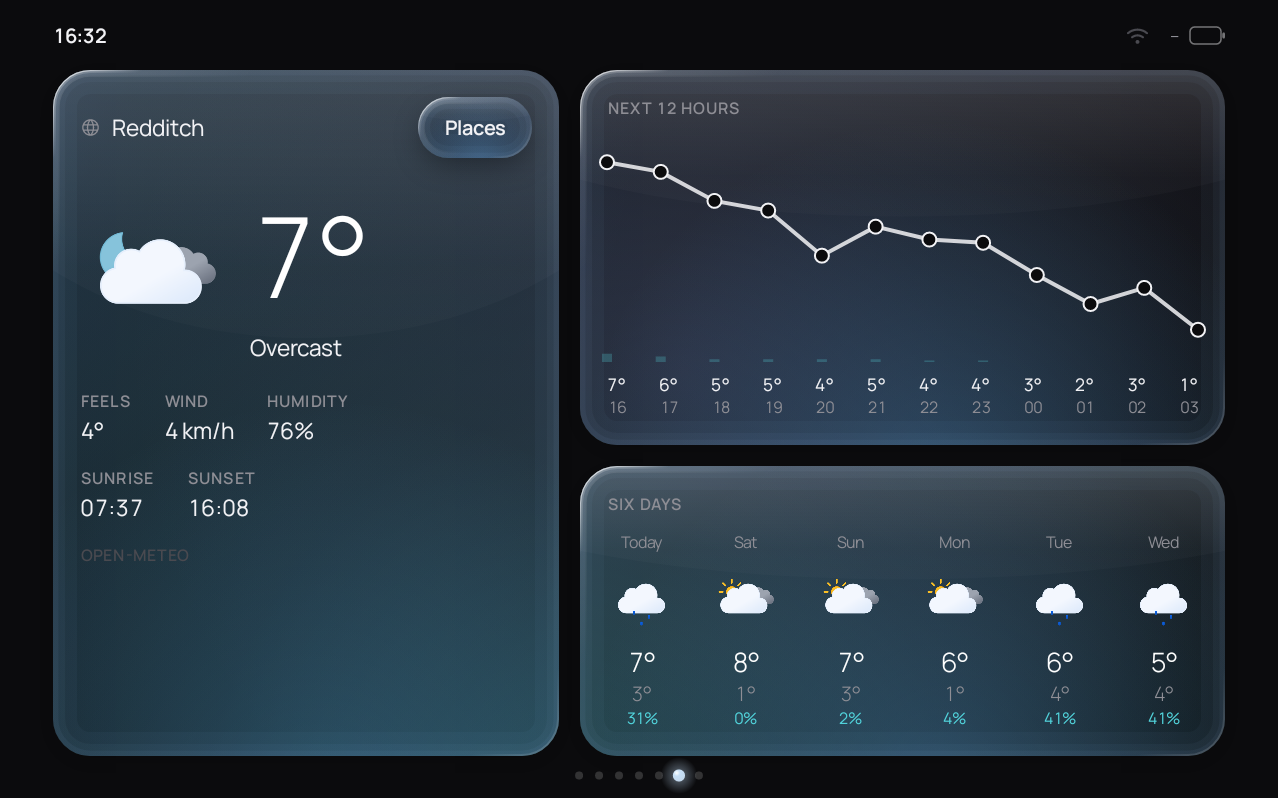 16:32
–
Redditch
Places
7°
Overcast
FEELS WIND HUMIDITY
4° 4 km/h 76%
SUNRISE SUNSET
07:37 16:08
OPEN-METEO
NEXT 12 HOURS
7° 6° 5° 5° 4° 5° 4° 4° 3° 2° 3° 1°
16 17 18 19 20 21 22 23 00 01 02 03
SIX DAYS
Today Sat Sun Mon Tue Wed
7° 8° 7° 6° 6° 5°
3° 1° 3° 1° 4° 4°
31% 0% 2% 4% 41% 41%